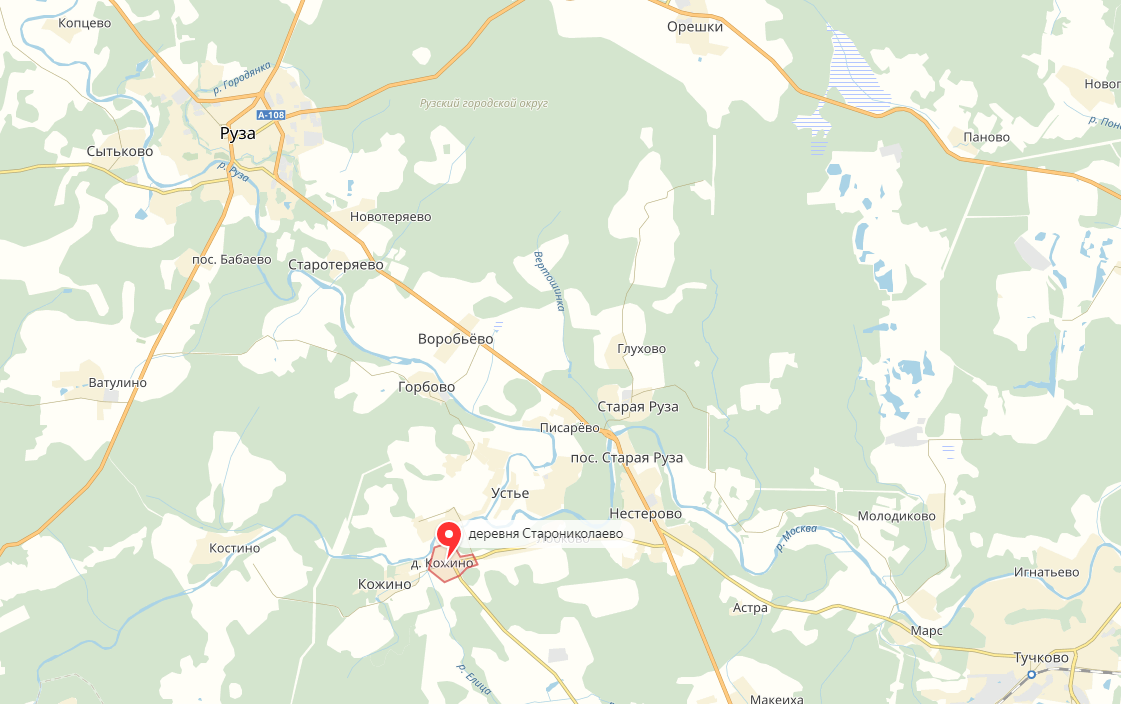 Копцево
Орешки
р. Городянка
Новог
Рузский городской округ
А-108
р. Пон
Руза
Паново
Сытьково
р. Руза
Новотеряево
пос. Бабаево
Старотеряево
Вертошинка
Воробьёво
Глухово
Ватулино
Горбово
Старая Руза
Писарёво
пос. Старая Руза
Устье
Нестерово
Молодиково
деревня Старониколаево
р. Москва
Костино
д. Кожино
Игнатьево
Кожино
Астра
Марс
Тучково
р. Елица
Макеиха